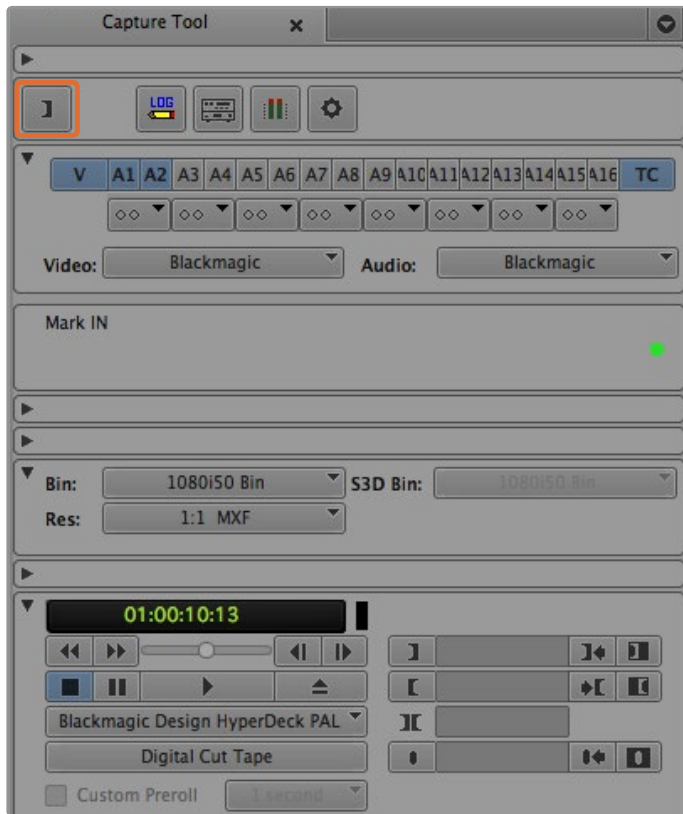 Capture Tool x
LOG
V A1 A2 A3 A4 A5 A6 A7 A8 A9 A10 A11 A12 A13 A14 A15 A16 TC
Video: Blackmagic Audio: Blackmagic
Mark IN
Bin: 1080i50 Bin S3D Bin: 1080i50 Bin
Res: 1:1 MXF
01:00:10:13
Blackmagic Design HyperDeck PAL
Digital Cut Tape
Custom Preroll 1 second